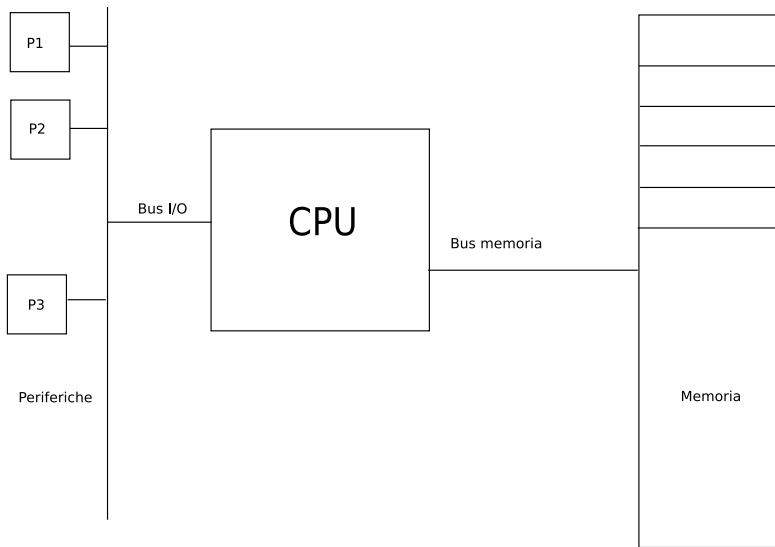 P1
P2
Bus I/O
CPU
Bus memoria
P3
Periferiche
Memoria